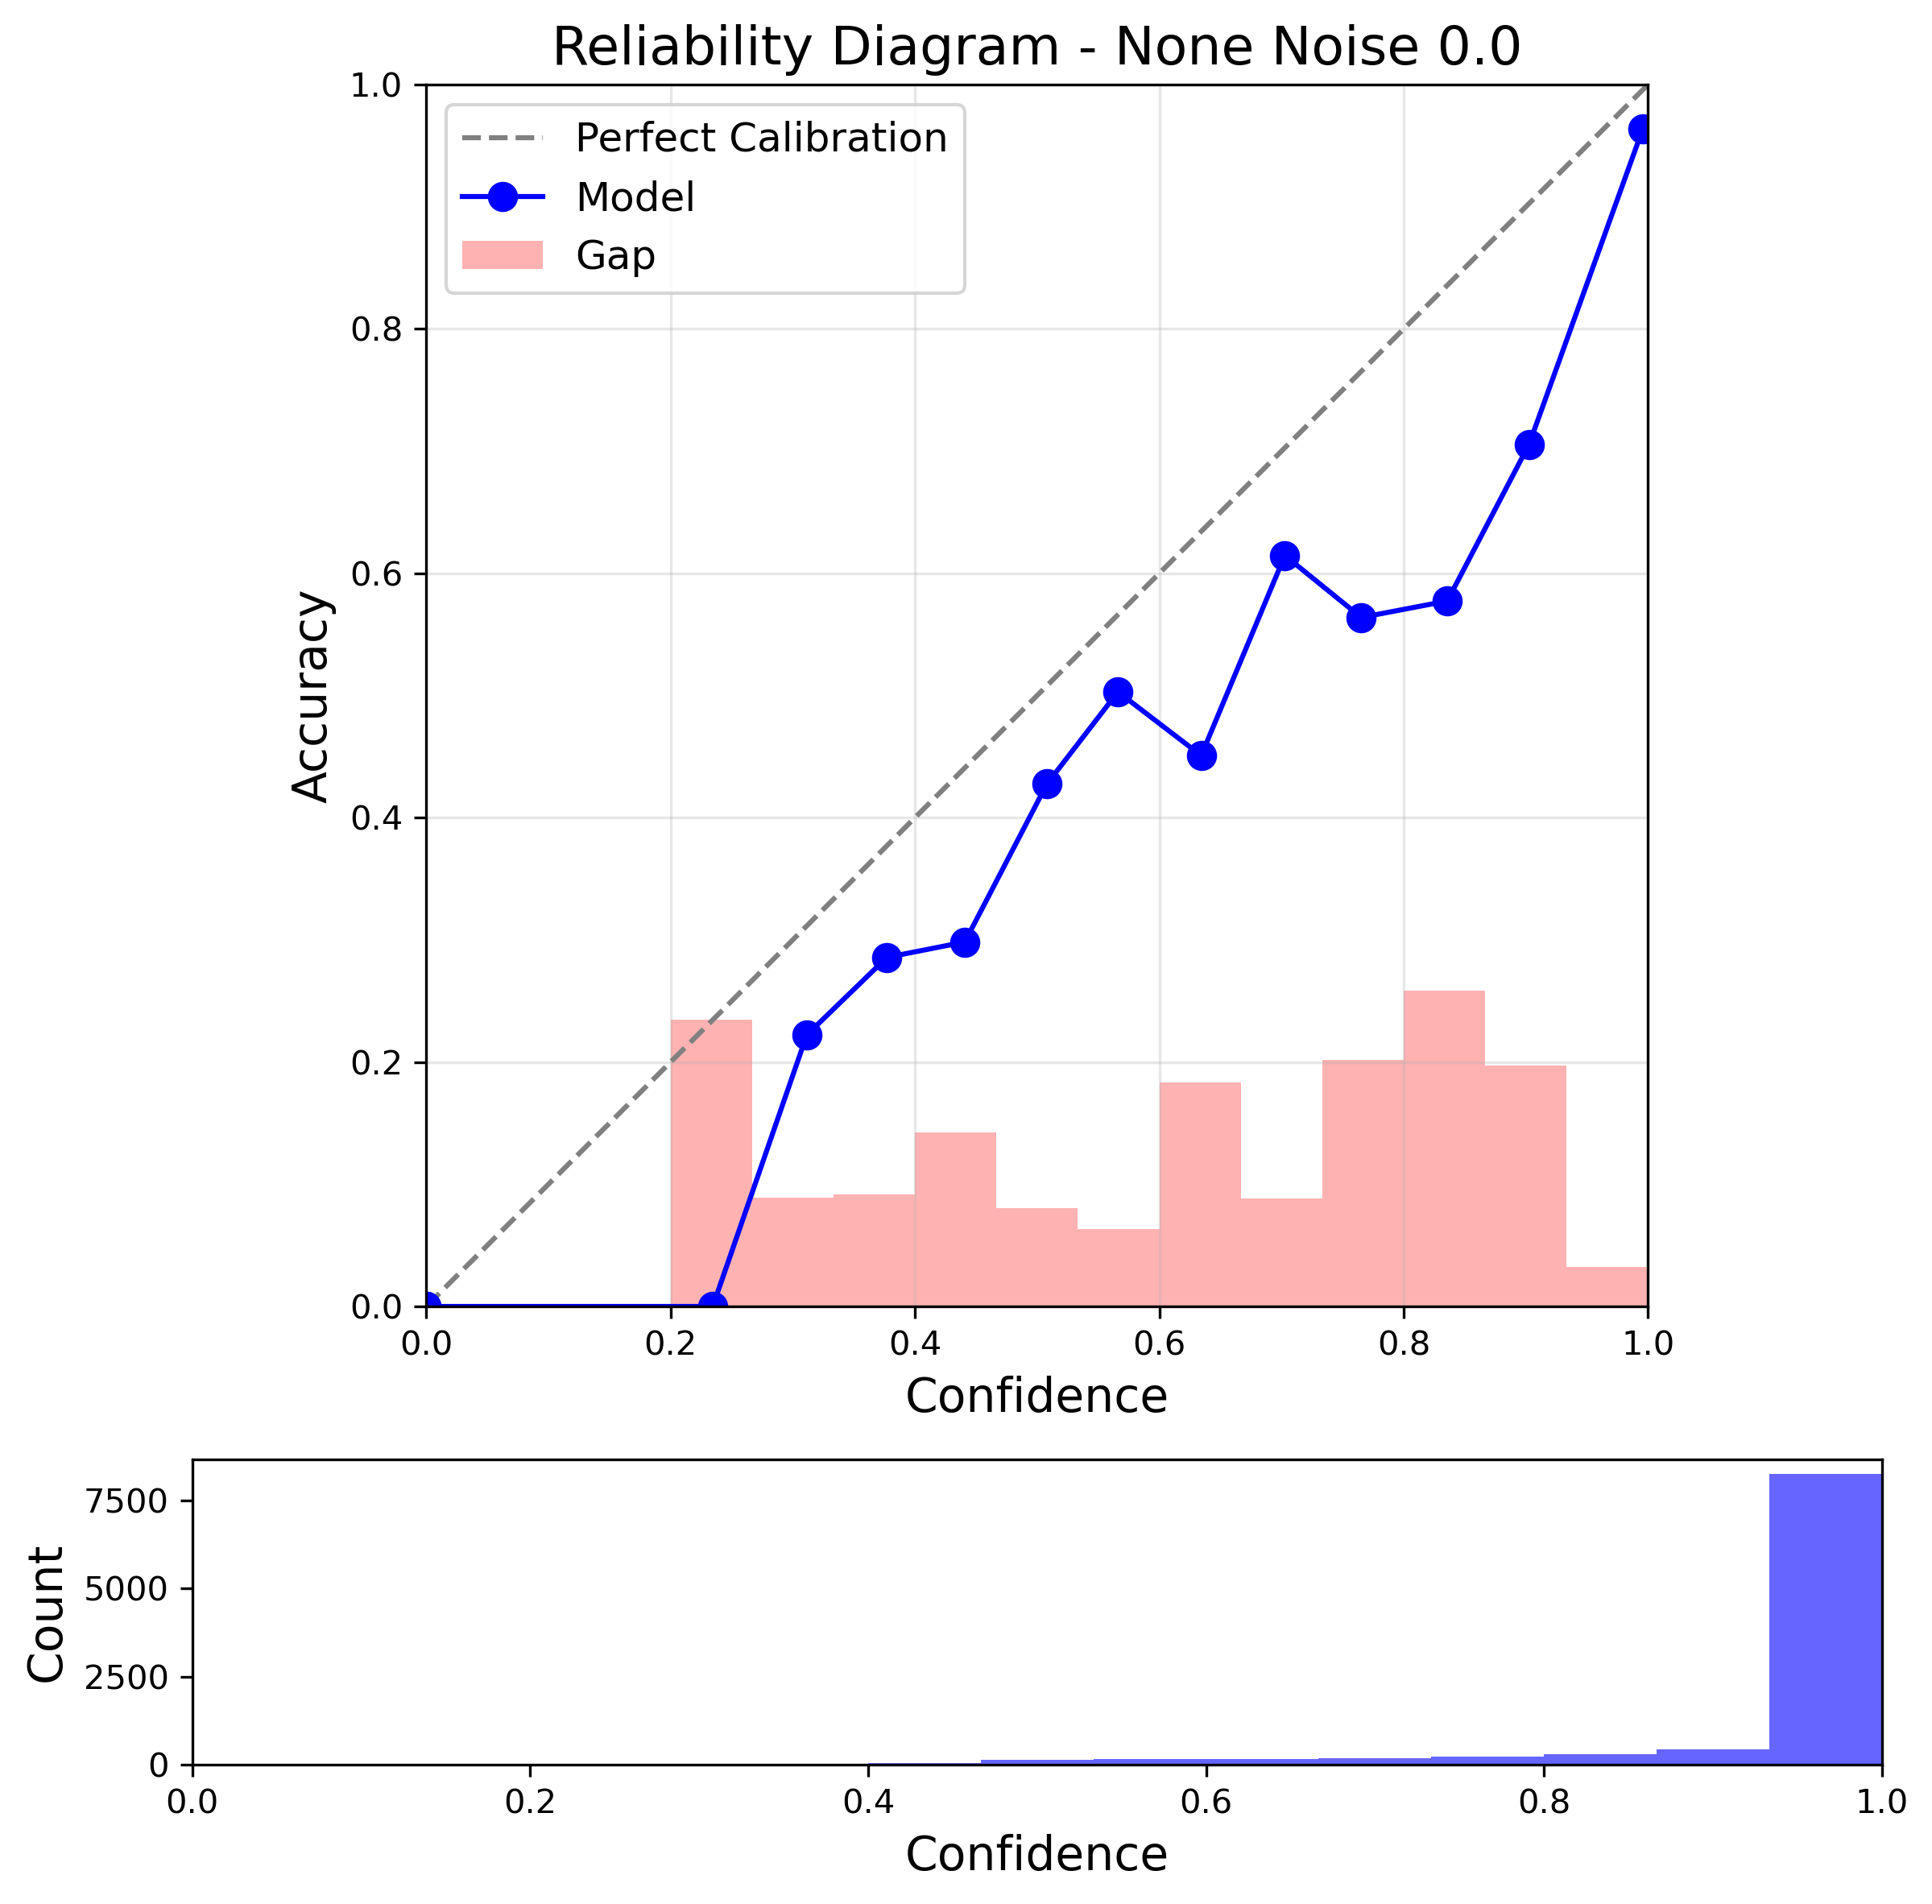 Reliability Diagram - None Noise 0.0
1.0
0.8
0.6
0.4
0.2
0.0
Accuracy
Perfect Calibration
Model
Gap
0.0 0.2 0.4 0.6 0.8 1.0
Confidence
7500
5000
2500
0
Count
0.0 0.2 0.4 0.6 0.8 1.0
Confidence